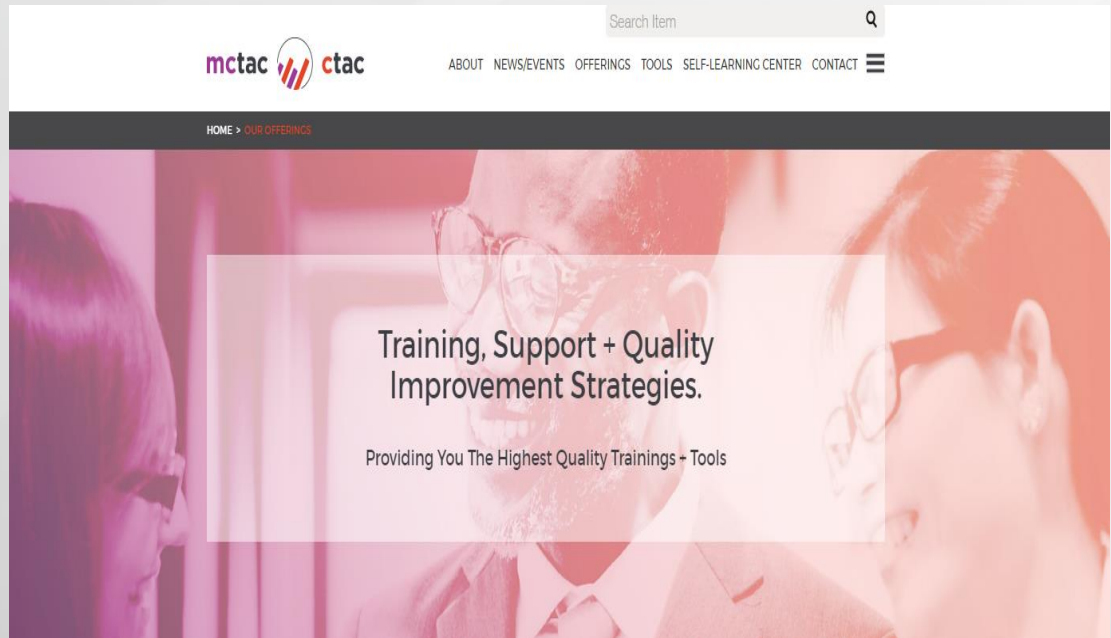 Search Item
mctac ctac
ABOUT NEWS/EVENTS OFFERINGS TOOLS SELF-LEARNING CENTER CONTACT
HOME > OUR OFFERINGS
Training, Support + Quality
Improvement Strategies.
Providing You The Highest Quality Trainings + Tools